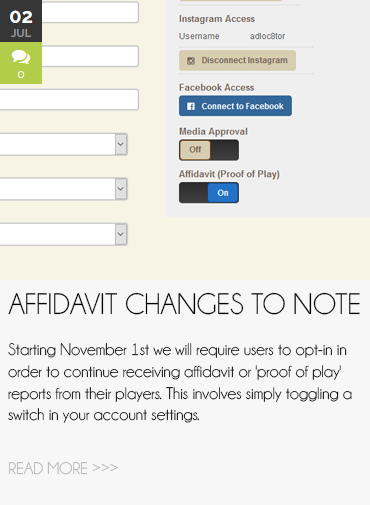 02
JUL
0
Instagram Access
Username adloc8tor
Disconnect Instagram
Facebook Access
Connect to Facebook
Media Approval
Off
Affidavit (Proof of Play)
On
AFFIDAVIT CHANGES TO NOTE
Starting November 1st we will require users to opt-in in
order to continue receiving affidavit or 'proof of play'
reports from their players. This involves simply toggling a
switch in your account settings.
READ MORE >>>